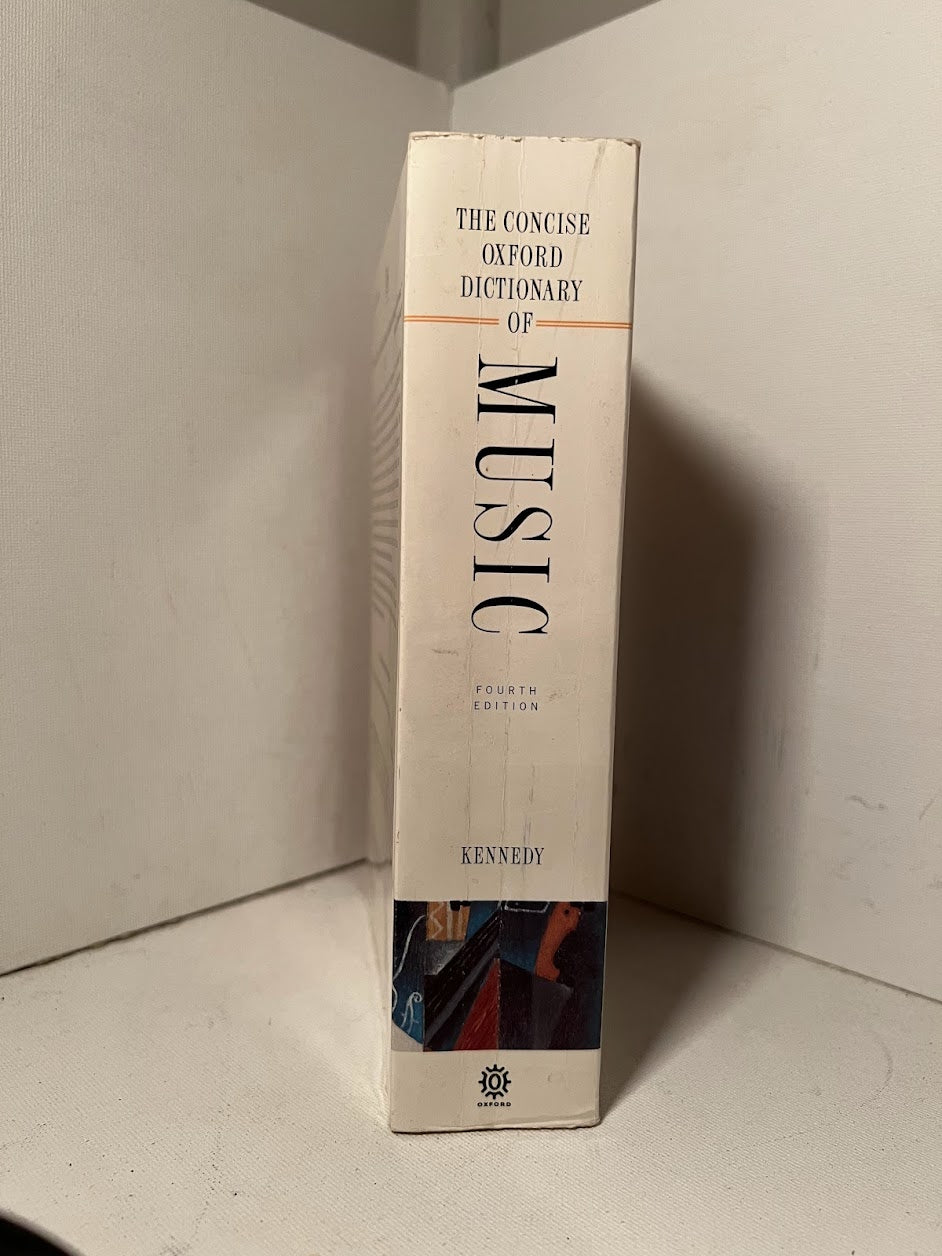 THE CONCISE
OXFORD
DICTIONARY
OF
MUSIC
FOURTH
EDITION
KENNEDY
OXFORD